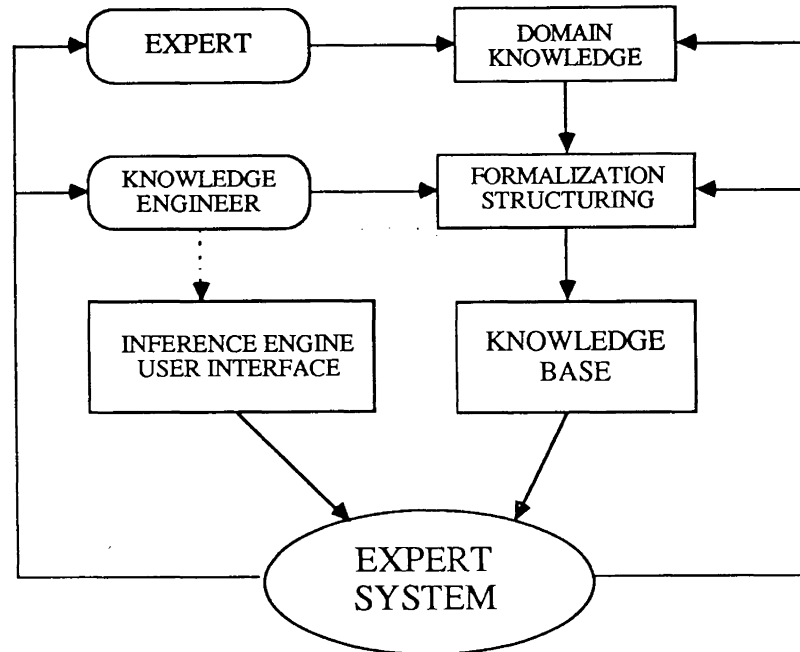 EXPERT
DOMAIN
KNOWLEDGE
KNOWLEDGE
ENGINEER
FORMALIZATION
STRUCTURING
INFERENCE ENGINE
USER INTERFACE
KNOWLEDGE
BASE
EXPERT
SYSTEM